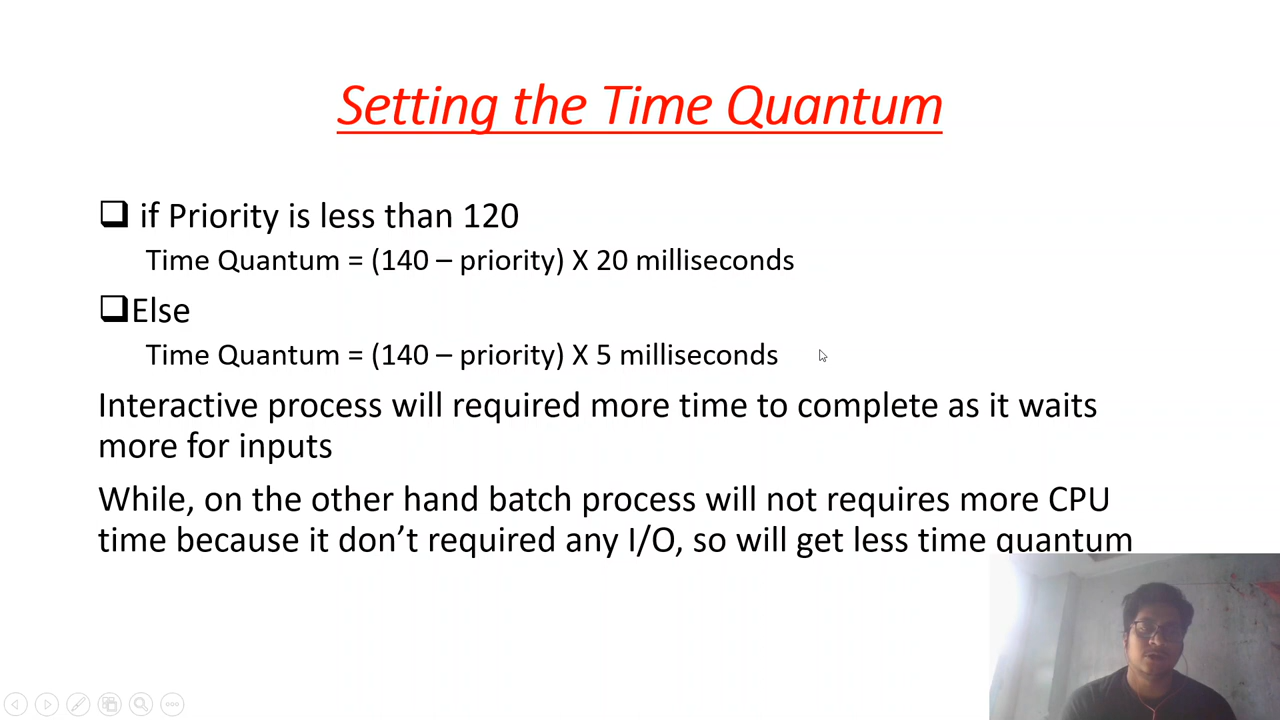 Setting the Time Quantum
if Priority is less than 120
Time Quantum = (140 – priority) X 20 milliseconds
Else
Time Quantum = (140 – priority) X 5 milliseconds
Interactive process will required more time to complete as it waits
more for inputs
While, on the other hand batch process will not requires more CPU
time because it don’t required any I/O, so will get less time quantum